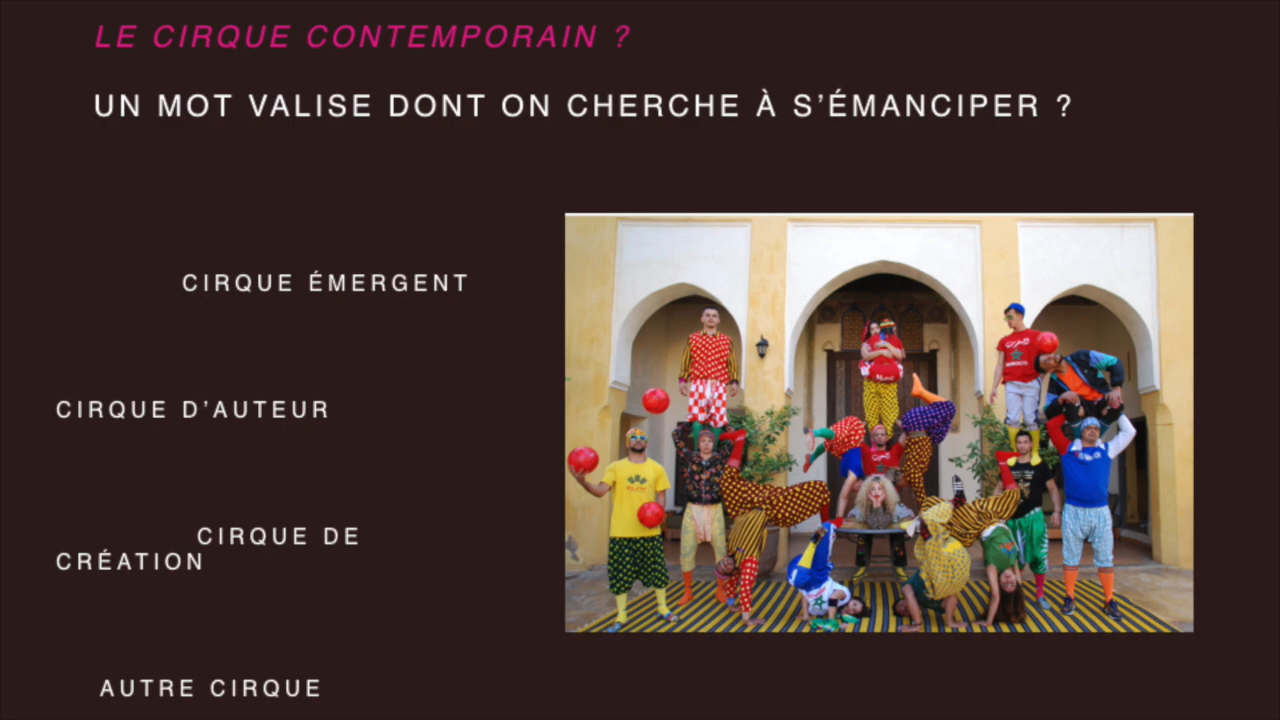 LE CIRQUE CONTEMPORAIN ?
UN MOT VALISE DONT ON CHERCHE À S’ÉMANCIPER ?
CIRQUE ÉMERGENT
CIRQUE D’AUTEUR
CIRQUE DE
CRÉATION
AUTRE CIRQUE
MOROCCO